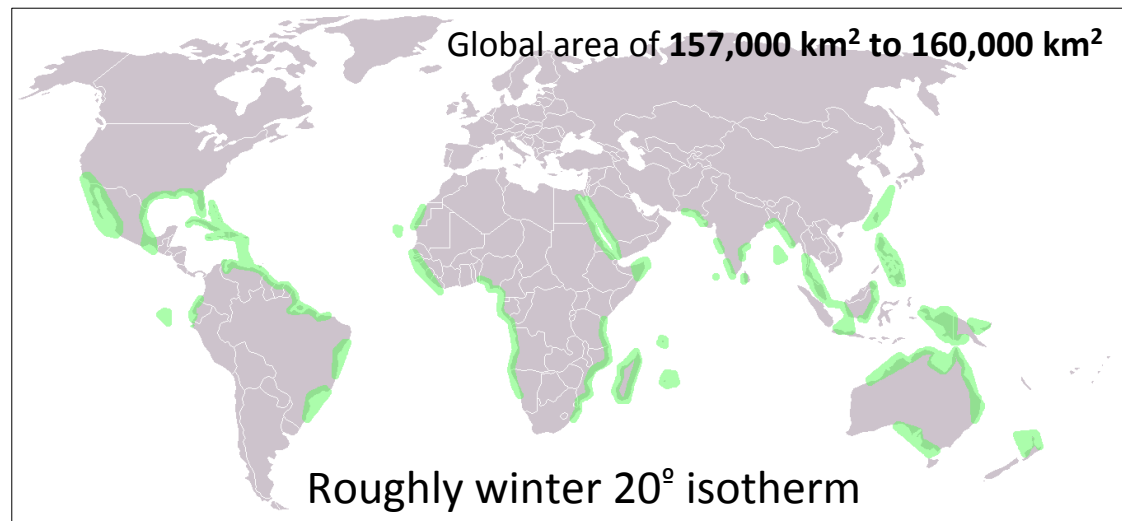 Global area of 157,000 km² to 160,000 km²
Roughly winter 20º isotherm